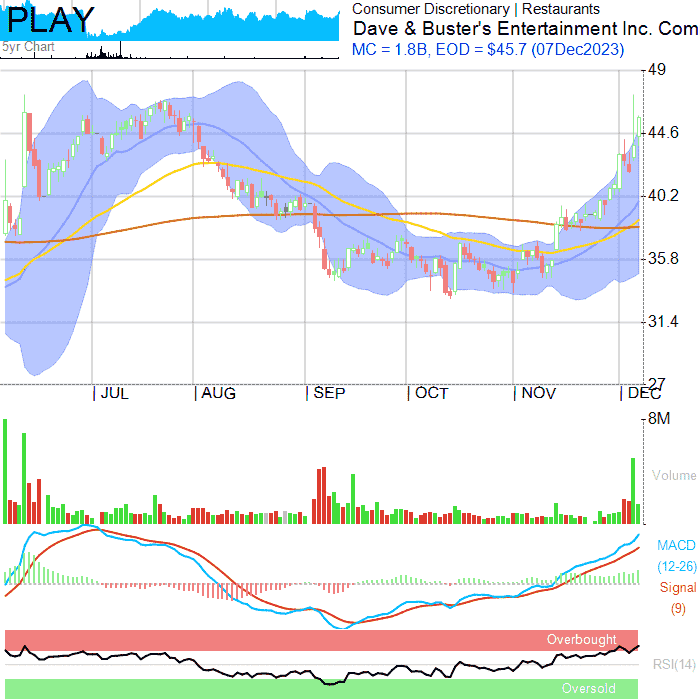 PLAY
5yr Chart
Consumer Discretionary | Restaurants
Dave & Buster's Entertainment Inc. Com
MC = 1.8B, EOD = $45.7 (07Dec2023)
49
44.6
40.2
35.8
31.4
27
JUL AUG SEP OCT NOV DEC
8M
Volume
MACD
(12-26)
Signal
(9)
Overbought
RSI(14)
Oversold